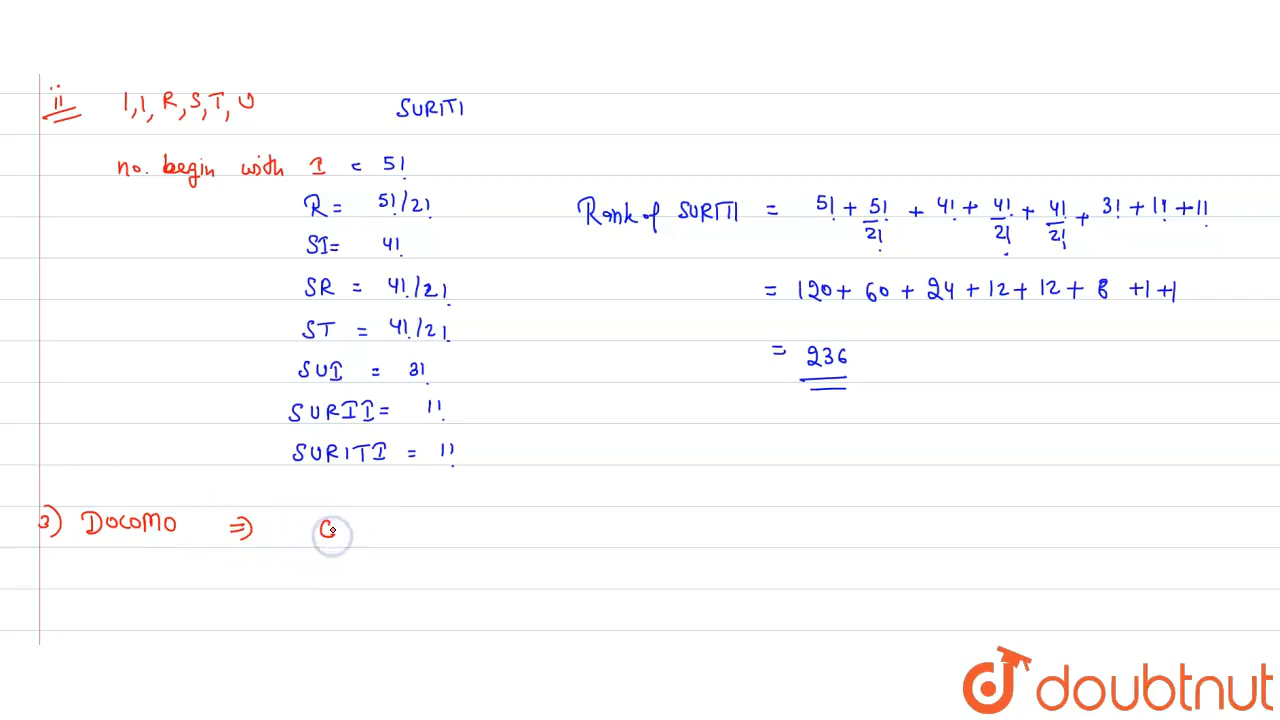 ii I,I, R, S, T, U SURITI
no. begin with I = 5!
R = 5!/2!
SI = 4!
SR = 4!/2!
ST = 4!/2!
SUI = 3!
SURII = 1!
SURITI = 1!
Rank of SURITI = 5! + 5!/2! + 4! + 4!/2! + 4!/2! + 3! + 1! + 1!
= 120 + 60 + 24 + 12 + 12 + 6 + 1 + 1
= 236
3) DOCOMO ⇒ C
doubtnut